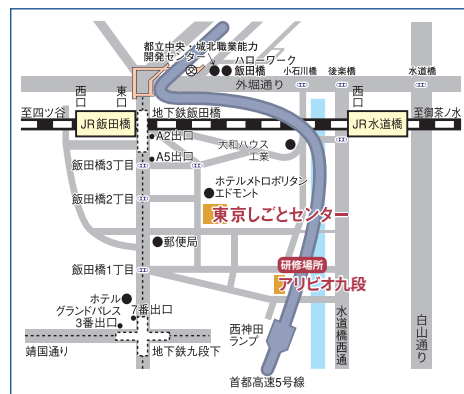 都立中央・城北職業能力
開発センター
ハローワーク
飯田橋
小石川橋
後楽橋
水道橋
外堀通り
西口
東口
西口
至四ツ谷
JR飯田橋
地下鉄飯田橋
JR水道橋
至御茶ノ水
A2出口
大和ハウス
工業
A5出口
飯田橋3丁目
ホテルメトロポリタン
エドモント
飯田橋2丁目
東京しごとセンター
郵便局
研修場所
飯田橋1丁目
アリビオ九段
ホテル
グランドパレス
7番出口
3番出口
西神田
ランプ
水道橋西通
白山通り
靖国通り
地下鉄九段下
首都高速5号線